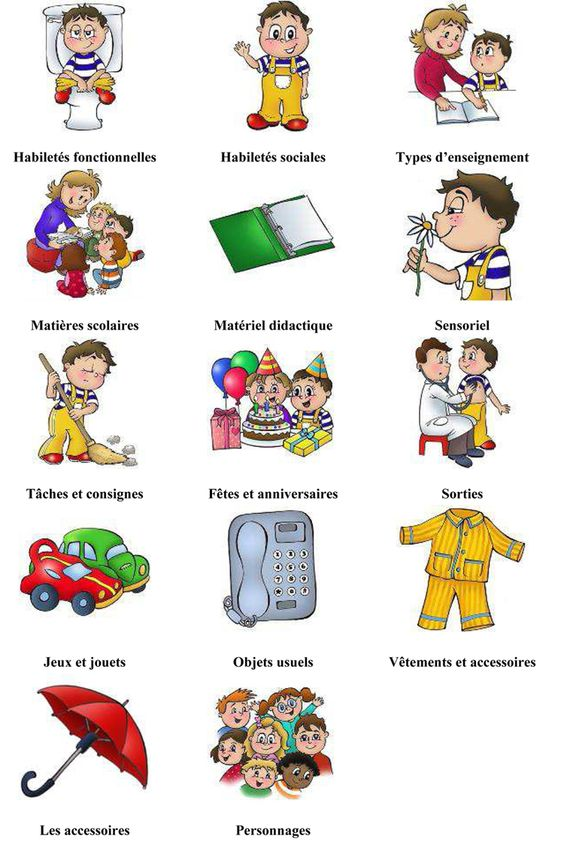 Habiletés fonctionnelles
Habiletés sociales
Types d’enseignement
Matières scolaires
Matériel didactique
Sensoriel
Tâches et consignes
Fêtes et anniversaires
Sorties
Jeux et jouets
Objets usuels
Vêtements et accessoires
Les accessoires
Personnages